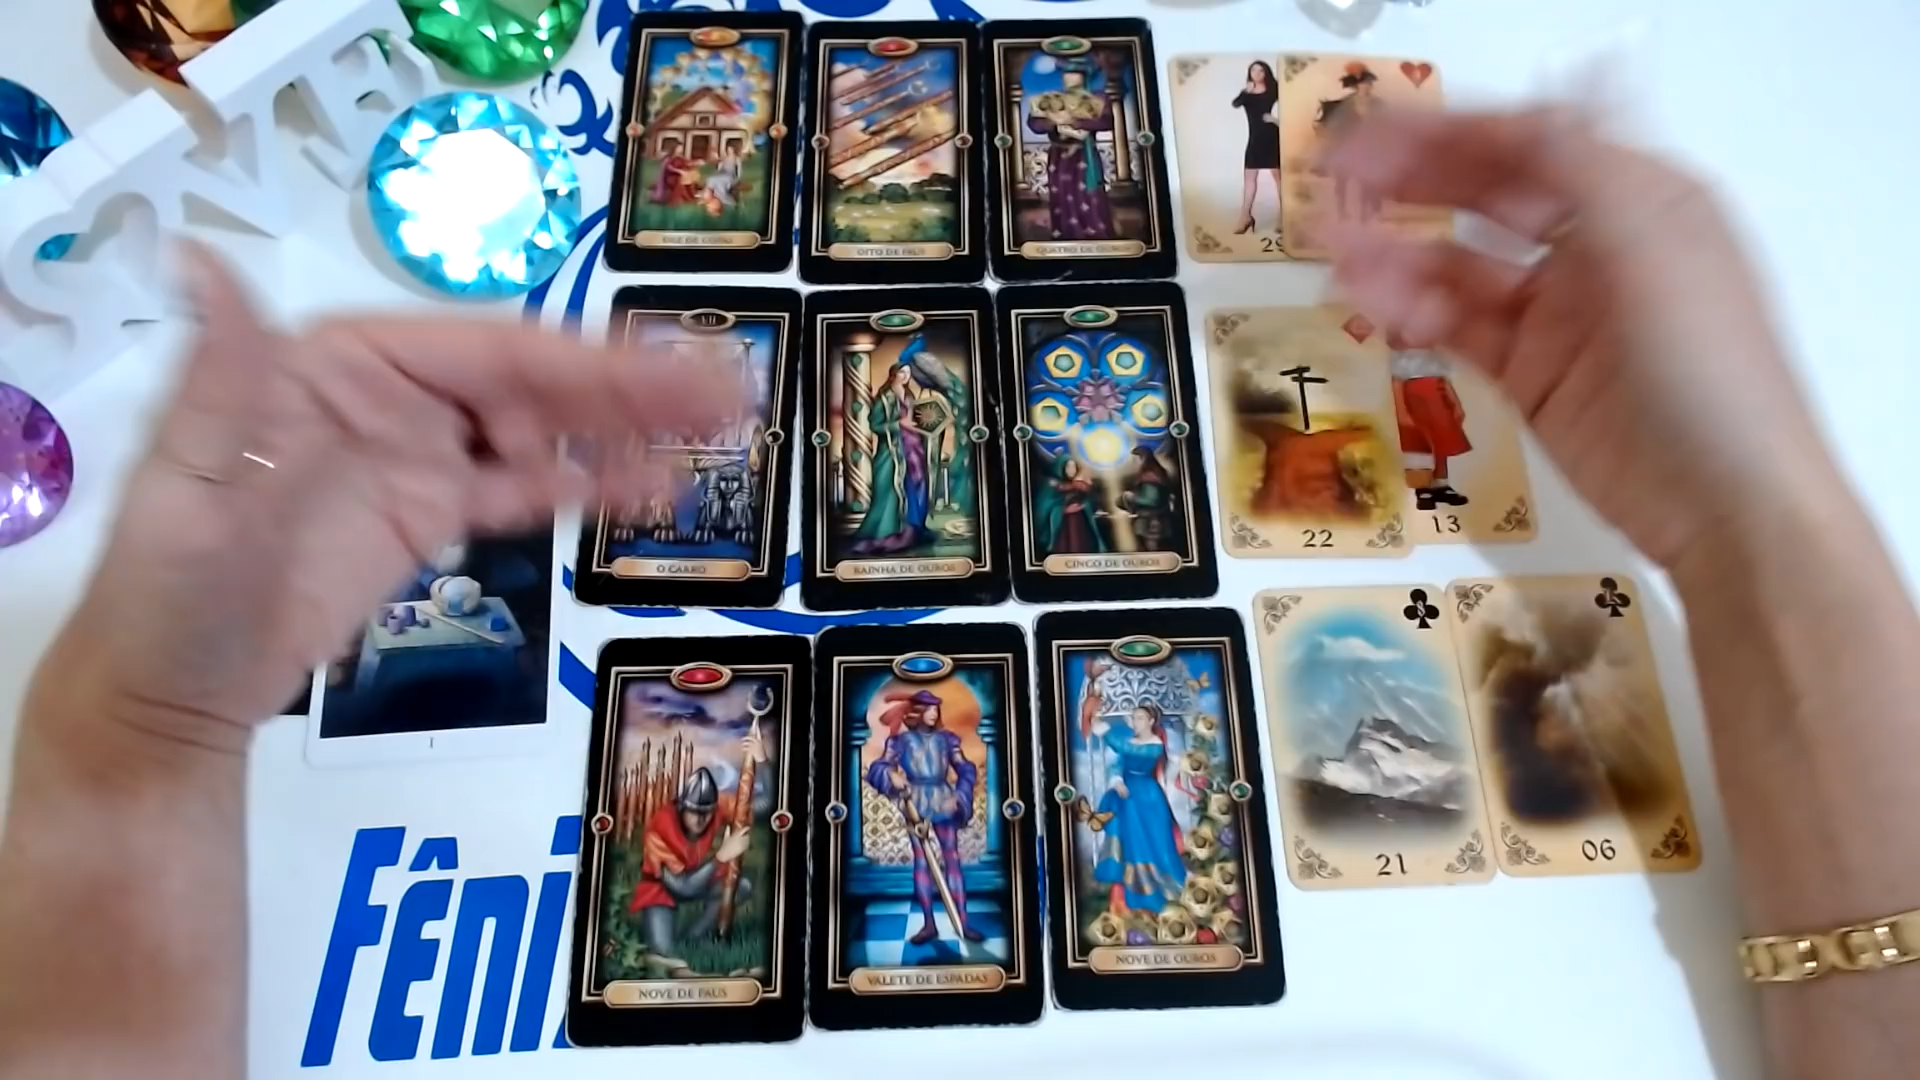 DEZ DE COPAS
OITO DE PAUS
QUATRO DE OUROS
29
VII
O CARRO
RAINHA DE OUROS
CINCO DE OUROS
22
13
I
NOVE DE PAUS
VALETE DE ESPADAS
NOVE DE OUROS
21
06
Fêni